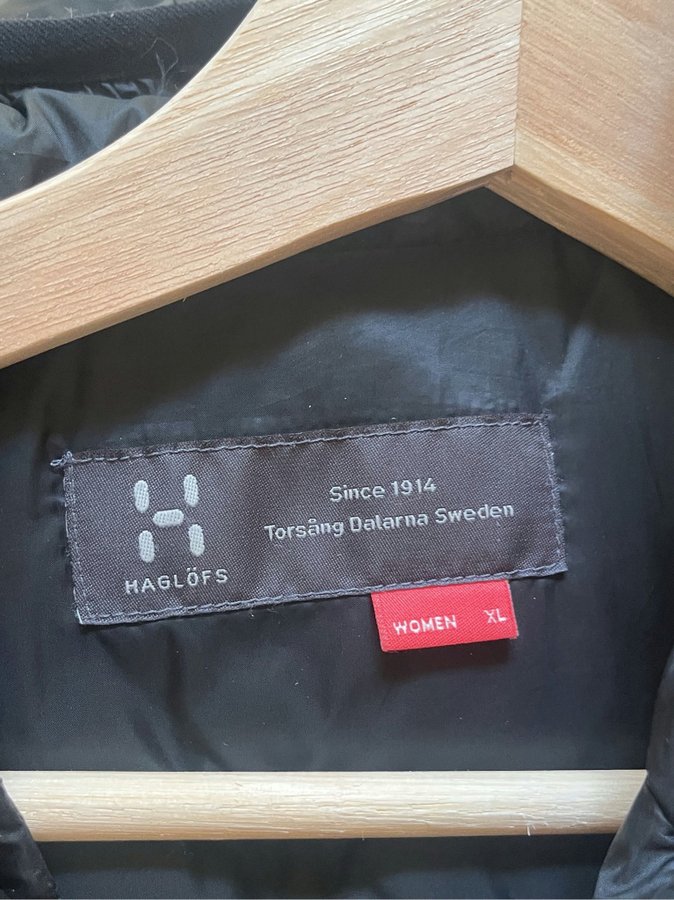 Since 1914
Torsång Dalarna Sweden
HAGLÖFS
WOMEN XL